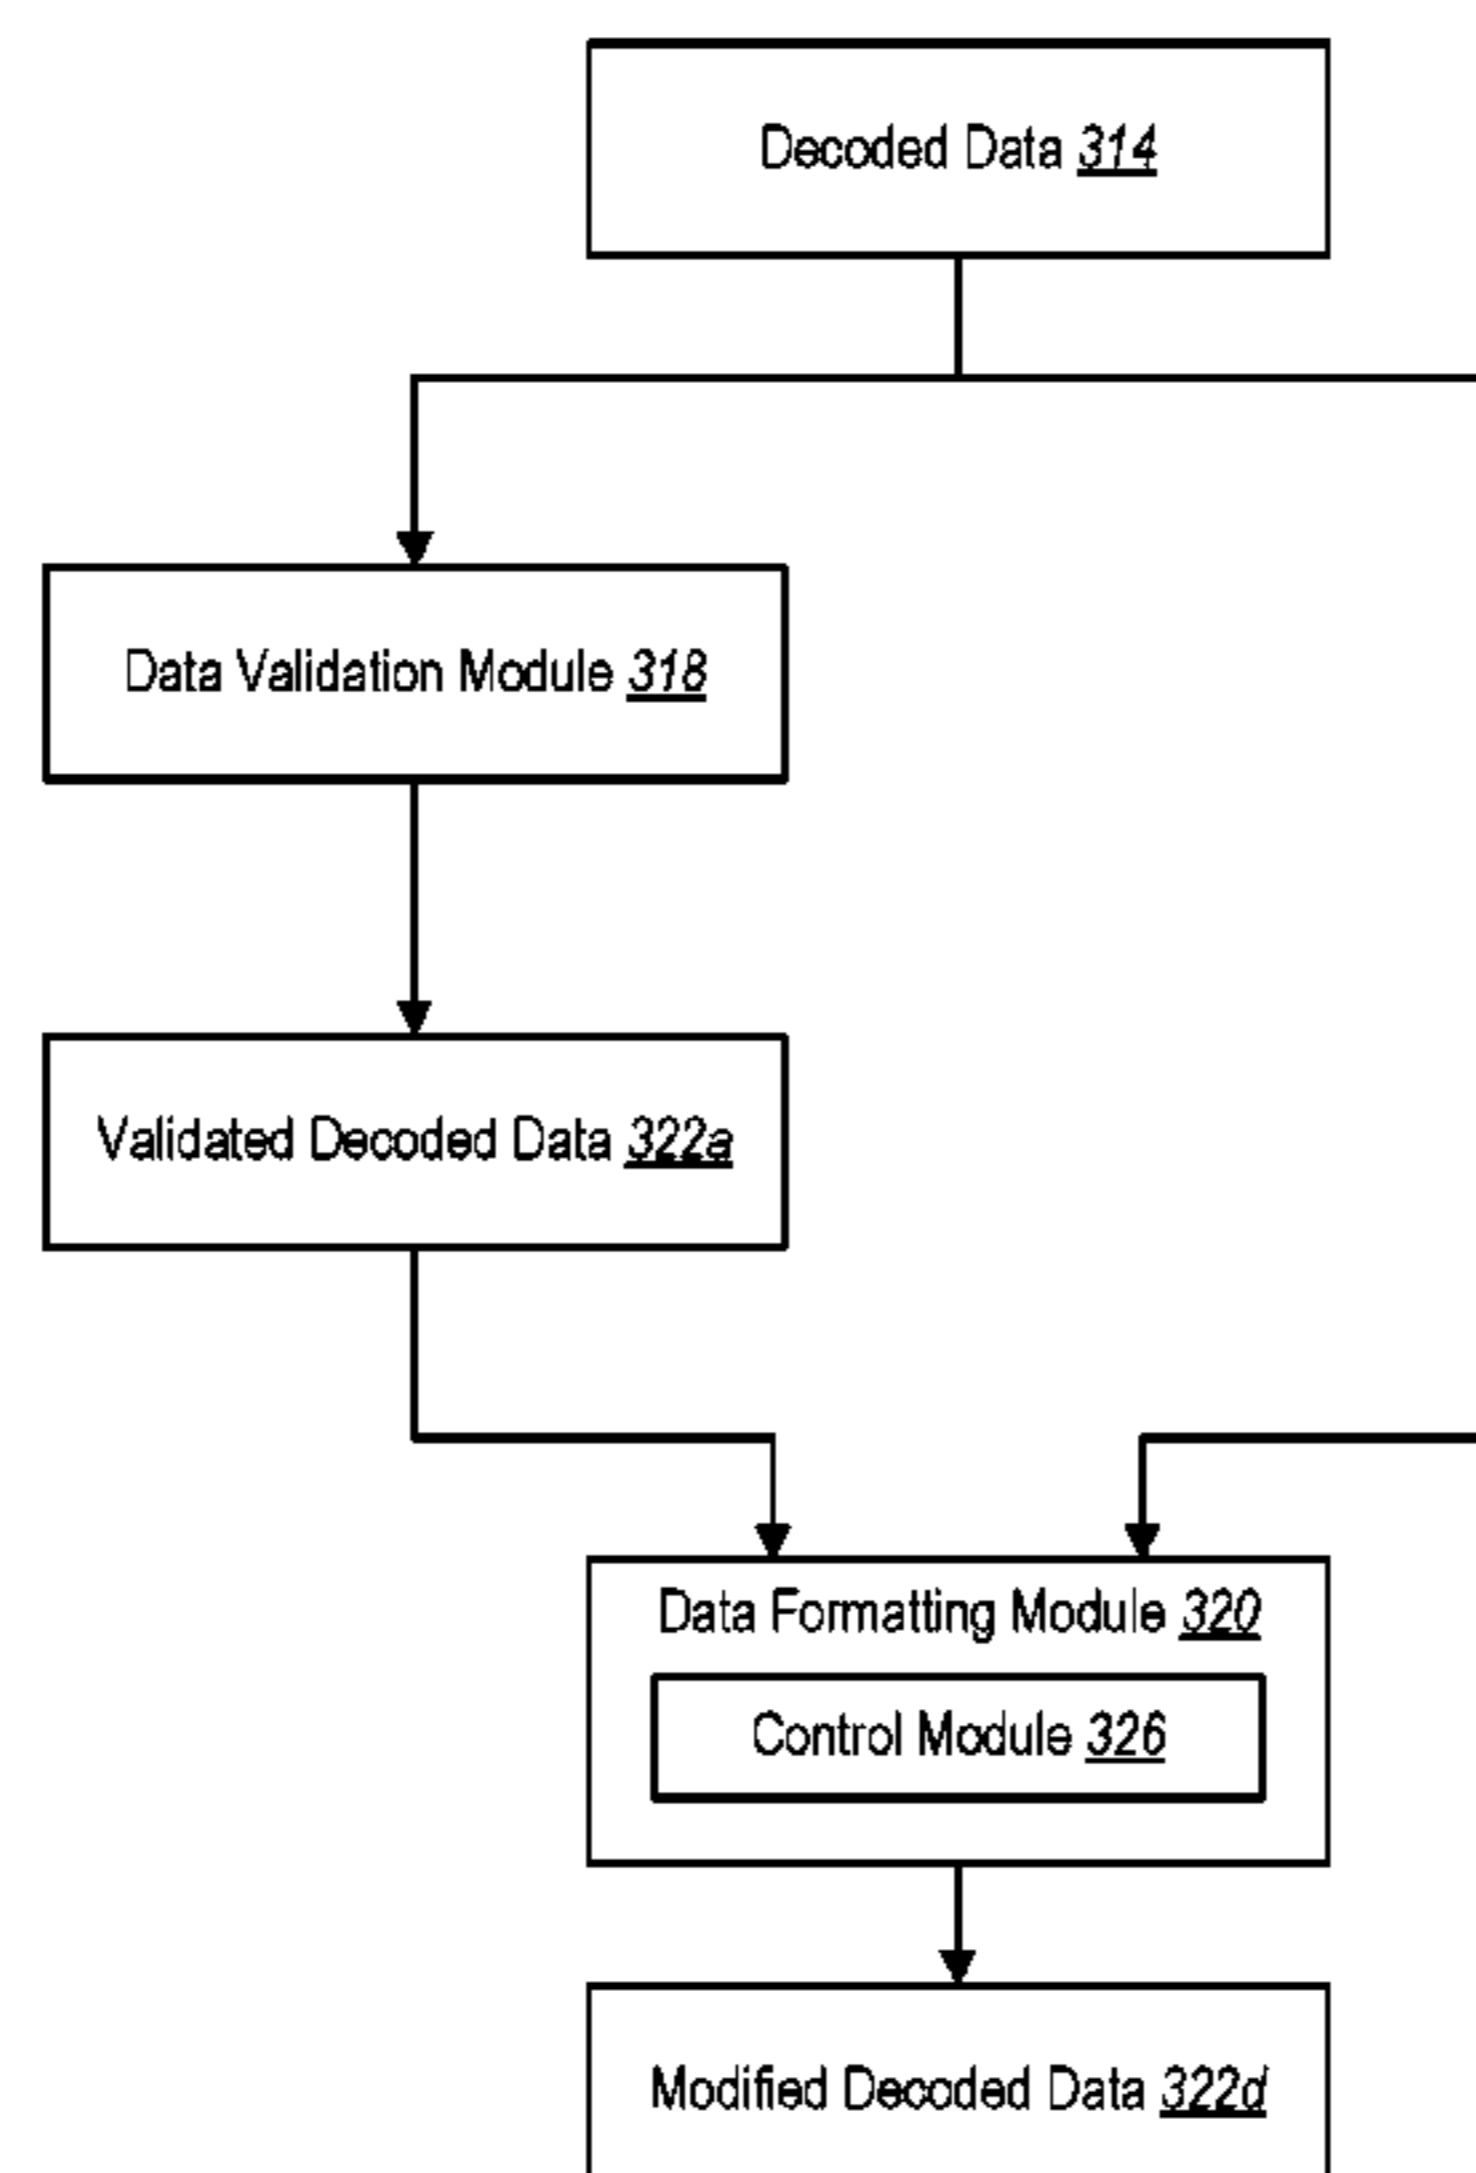 Decoded Data 314
Data Validation Module 318
Validated Decoded Data 322a
Data Formatting Module 320
Control Module 326
Modified Decoded Data 322d